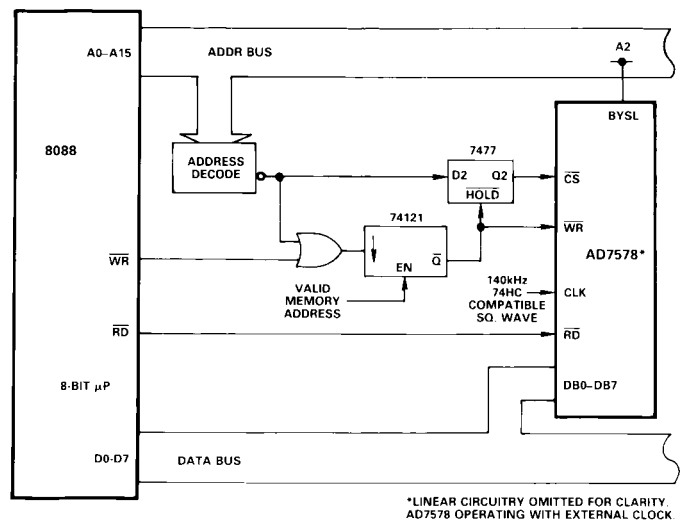 A0–A15
ADDR BUS
A2
BYSL
8088
ADDRESS
DECODE
7477
D2 Q2
HOLD
CS
74121
WR
WR
AD7578*
EN
Q
VALID
MEMORY
ADDRESS
140kHz
74HC
COMPATIBLE
SQ. WAVE
CLK
RD
RD
8-BIT µP
DB0–DB7
D0-D7
DATA BUS
*LINEAR CIRCUITRY OMITTED FOR CLARITY.
AD7578 OPERATING WITH EXTERNAL CLOCK.